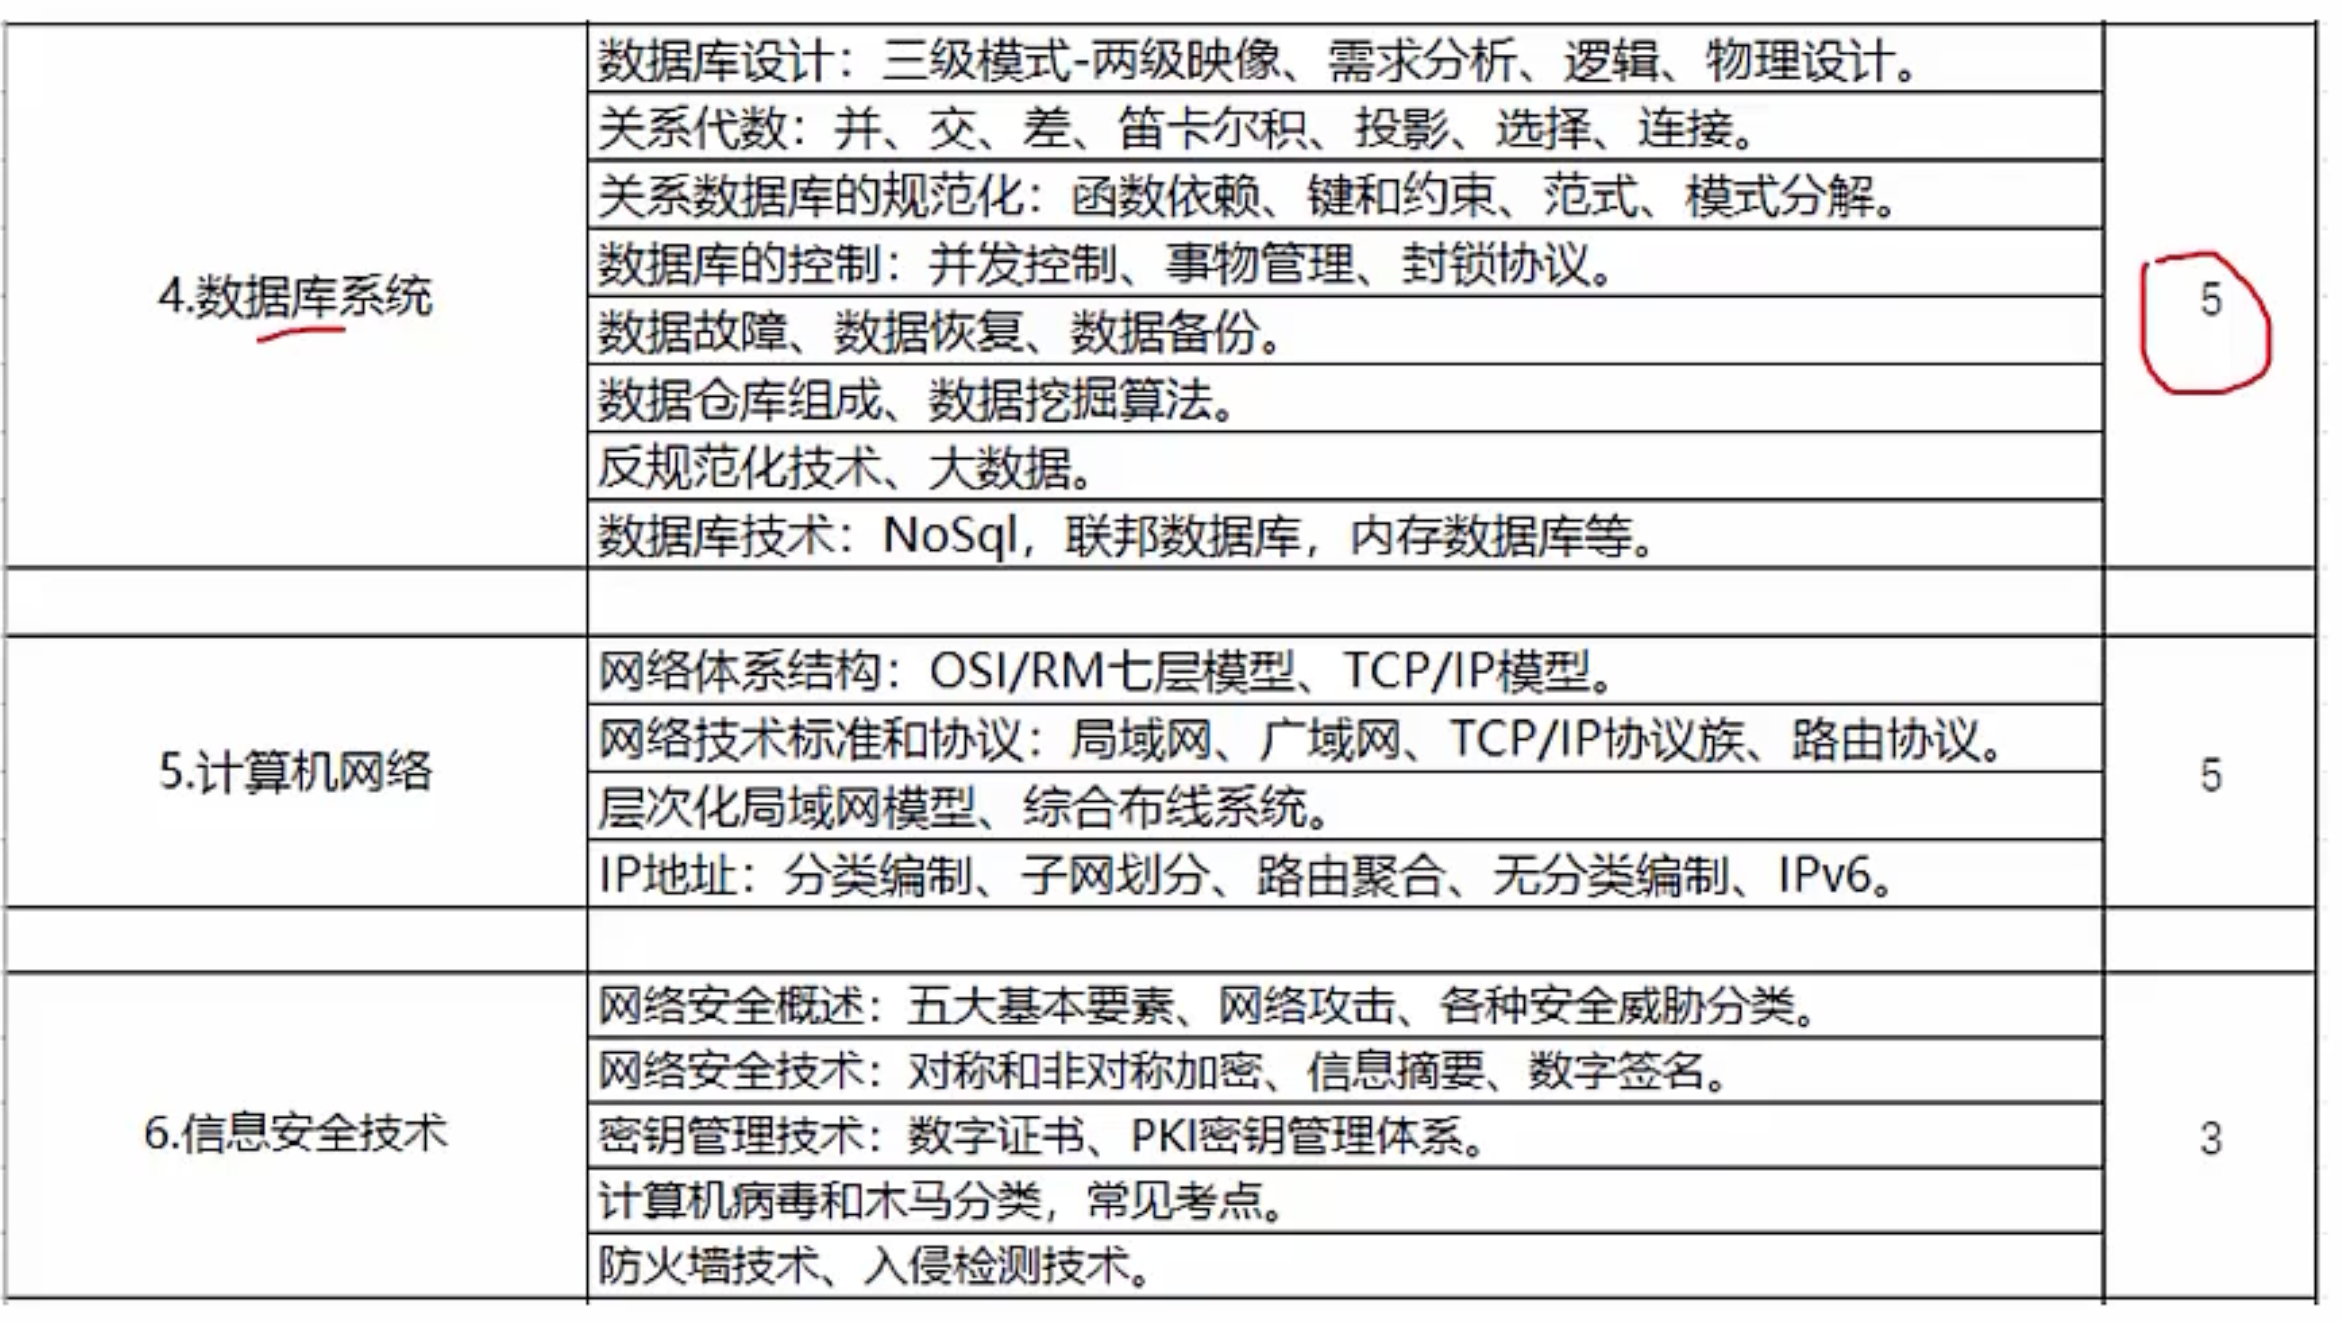 4.数据库系统
数据库设计：三级模式-两级映像、需求分析、逻辑、物理设计。
关系代数：并、交、差、笛卡尔积、投影、选择、连接。
关系数据库的规范化：函数依赖、键和约束、范式、模式分解。
数据库的控制：并发控制、事物管理、封锁协议。
数据故障、数据恢复、数据备份。
数据仓库组成、数据挖掘算法。
反规范化技术、大数据。
数据库技术：NoSql，联邦数据库，内存数据库等。
5
5.计算机网络
网络体系结构：OSI/RM七层模型、TCP/IP模型。
网络技术标准和协议：局域网、广域网、TCP/IP协议族、路由协议。
层次化局域网模型、综合布线系统。
IP地址：分类编制、子网划分、路由聚合、无分类编制、IPv6。
5
6.信息安全技术
网络安全概述：五大基本要素、网络攻击、各种安全威胁分类。
网络安全技术：对称和非对称加密、信息摘要、数字签名。
密钥管理技术：数字证书、PKI密钥管理体系。
计算机病毒和木马分类，常见考点。
防火墙技术、入侵检测技术。
3